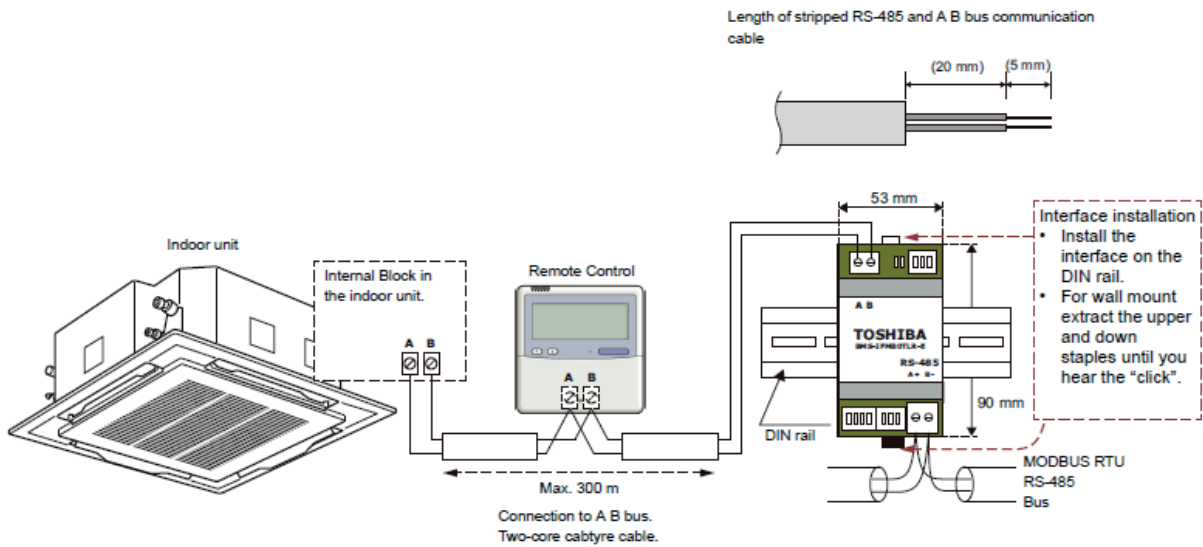 Length of stripped RS-485 and A B bus communication
cable
(20 mm)
(5 mm)
53 mm
Interface installation
• Install the
interface on the
DIN rail.
• For wall mount
extract the upper
and down
staples until you
hear the “click”.
Indoor unit
Internal Block in
the indoor unit.
A B
Remote Control
A B
A B
TOSHIBA
BMS-IFMB0TLR-E
RS-485
A+ B-
90 mm
DIN rail
Max. 300 m
Connection to A B bus.
Two-core cabtyre cable.
MODBUS RTU
RS-485
Bus